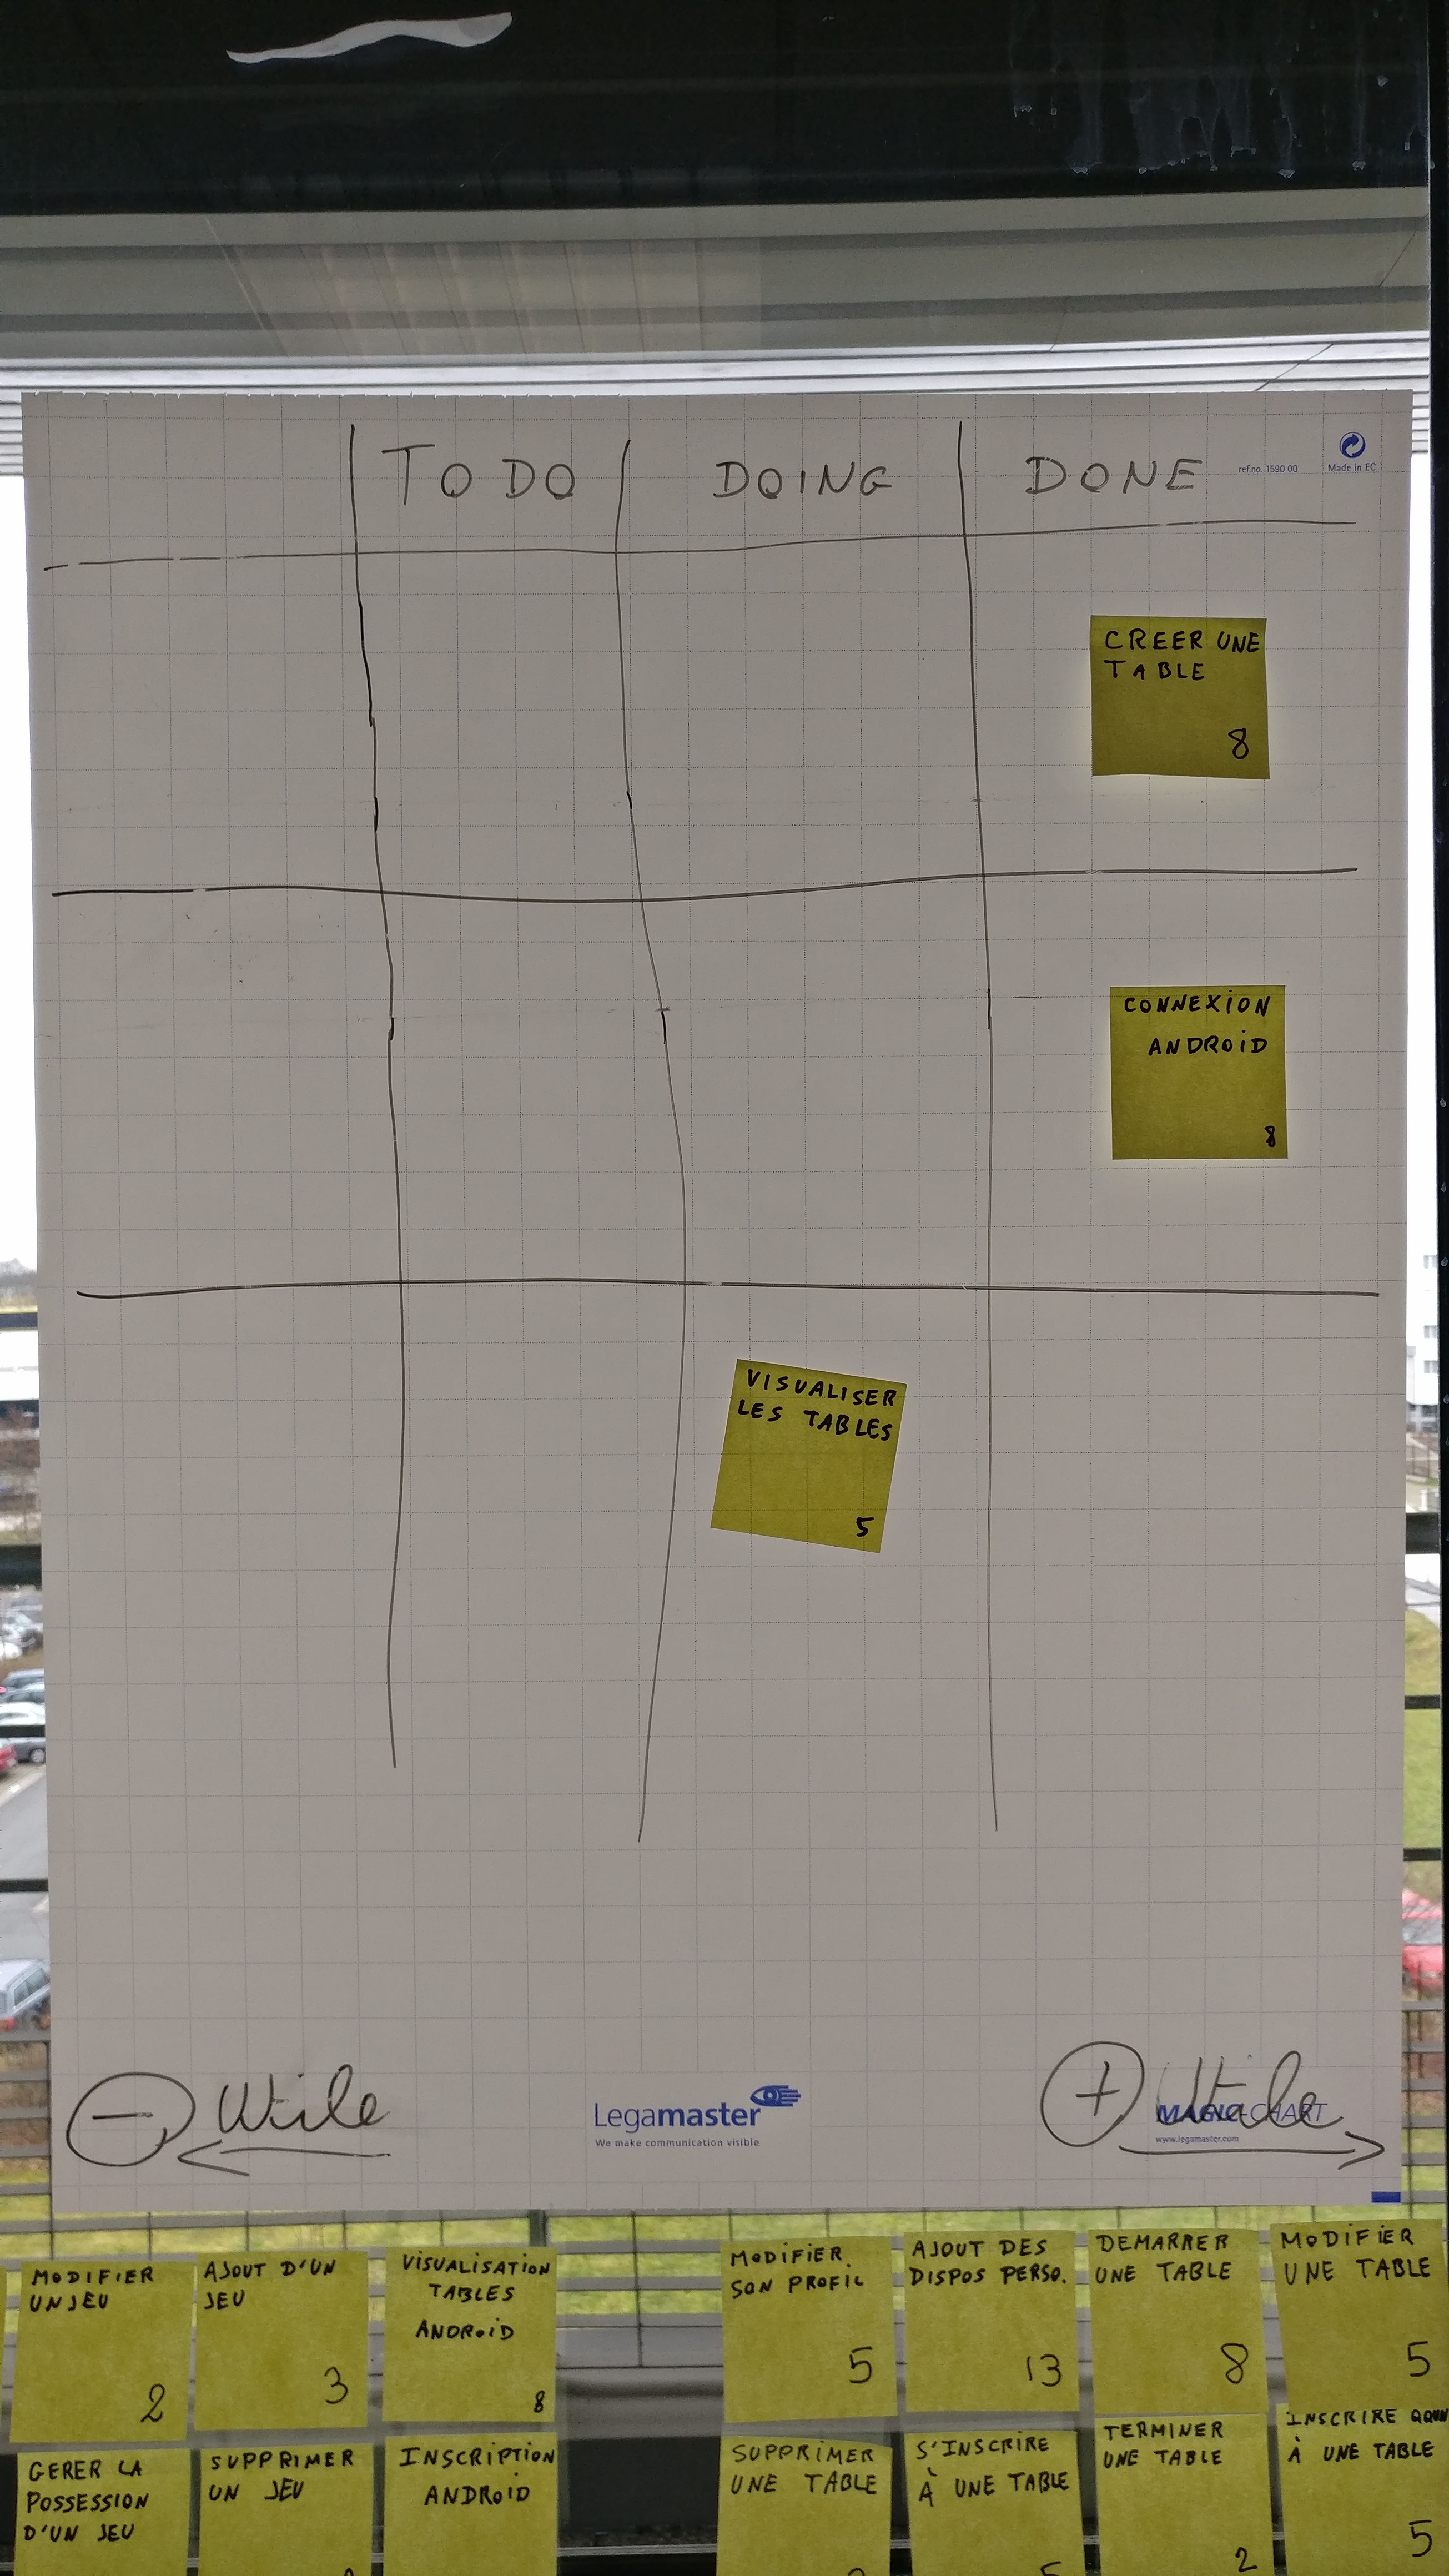 TO DO
DOING
DONE
ref.no. 1590 00
Made in EC
CREER UNE
TABLE
8
CONNEXION
ANDROID
8
VISUALISER
LES TABLES
5
- Utile
Legamaster
We make communication visible
+ Utile
MAGIC-CHART
www.legamaster.com
MODIFIER
UN JEU
2
AJOUT D'UN
JEU
3
VISUALISATION
TABLES
ANDROID
8
MODIFIER
SON PROFIL
5
AJOUT DES
DISPOS PERSO.
13
DEMARRER
UNE TABLE
8
MODIFIER
UNE TABLE
5
GERER LA
POSSESSION
D'UN JEU
SUPPRIMER
UN JEU
INSCRIPTION
ANDROID
SUPPRIMER
UNE TABLE
S'INSCRIRE
À UNE TABLE
TERMINER
UNE TABLE
2
INSCRIRE
À UNE TABLE
5